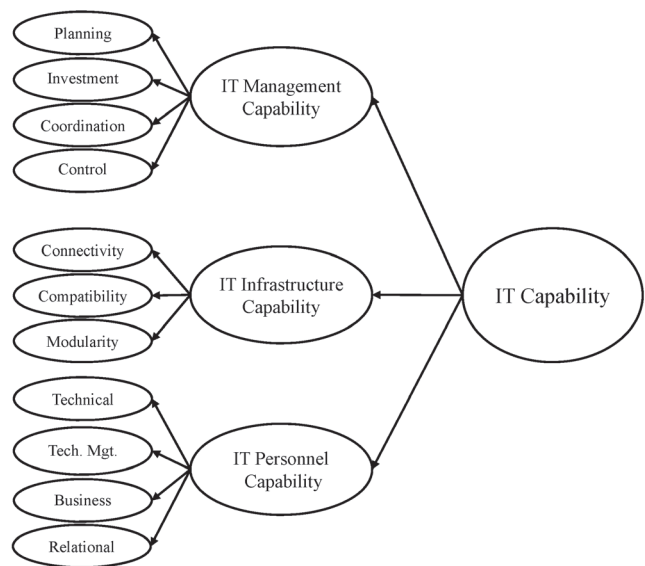 Planning
Investment
Coordination
Control
IT Management
Capability
Connectivity
Compatibility
Modularity
IT Infrastructure
Capability
IT Capability
Technical
Tech. Mgt.
Business
Relational
IT Personnel
Capability